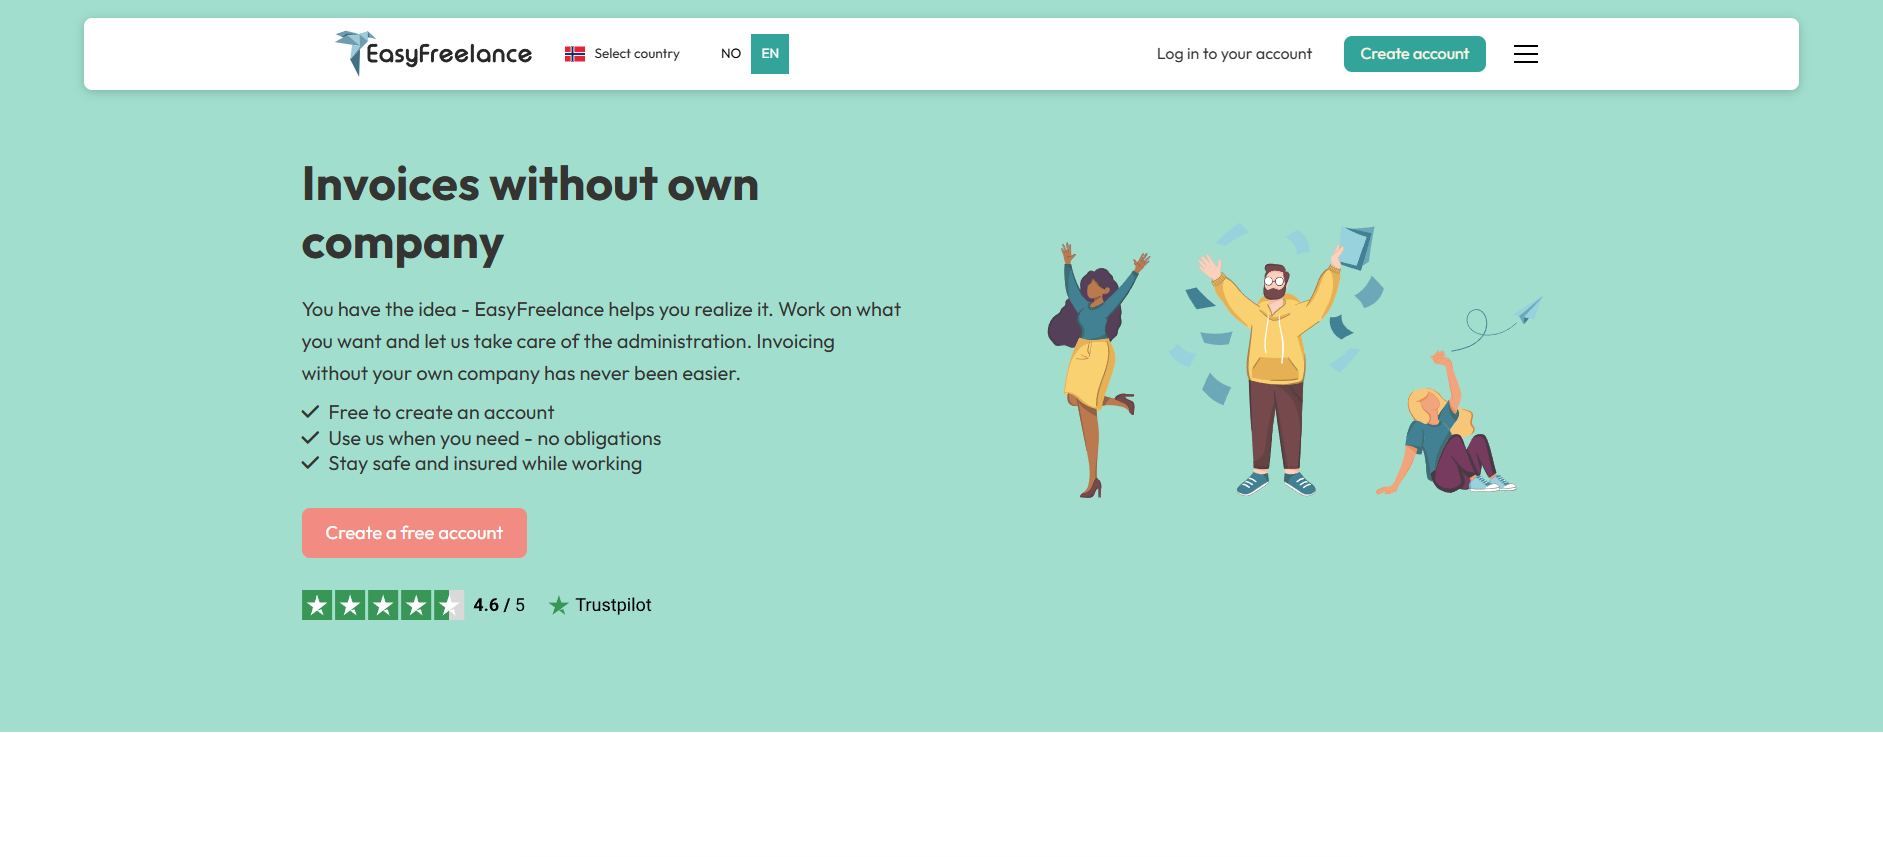 EasyFreelance Select country NO EN Log in to your account Create account
Invoices without own
company
You have the idea - EasyFreelance helps you realize it. Work on what
you want and let us take care of the administration. Invoicing
without your own company has never been easier.
Free to create an account
Use us when you need - no obligations
Stay safe and insured while working
Create a free account
4.6 / 5 Trustpilot